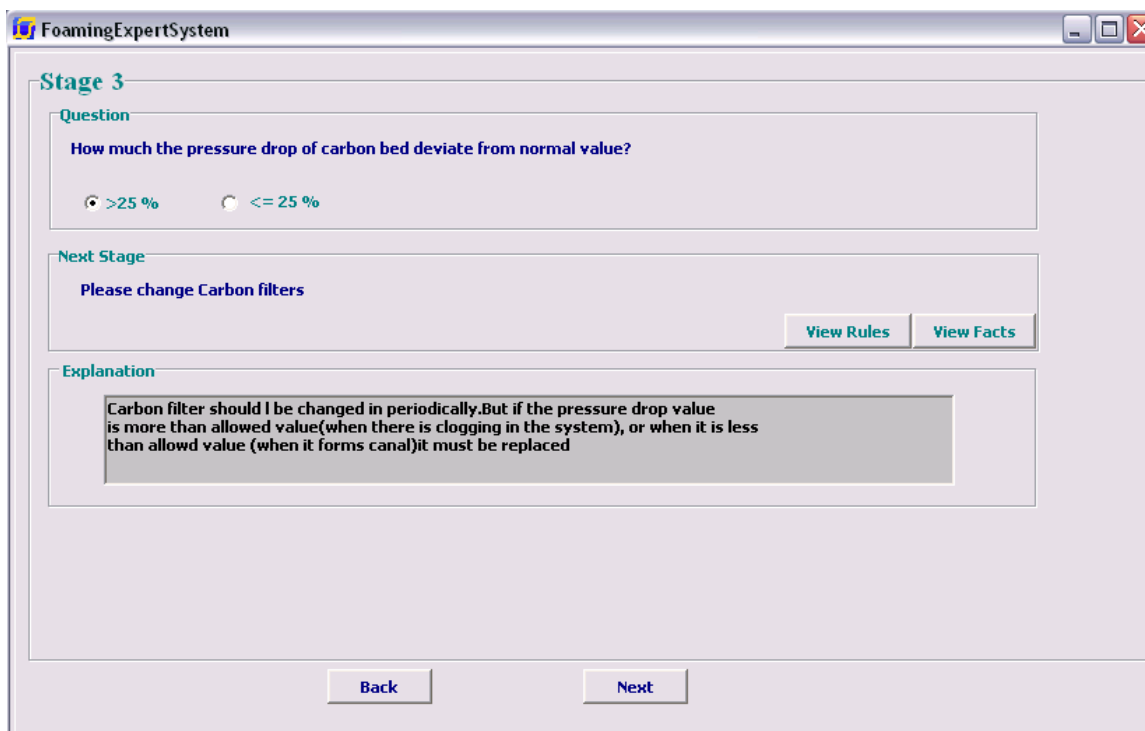 FoamingExpertSystem
Stage 3
Question
How much the pressure drop of carbon bed deviate from normal value?
>25 % <= 25 %
Next Stage
Please change Carbon filters
View Rules View Facts
Explanation
Carbon filter should l be changed in periodically.But if the pressure drop value
is more than allowed value(when there is clogging in the system), or when it is less
than allowd value (when it forms canal)it must be replaced
Back Next